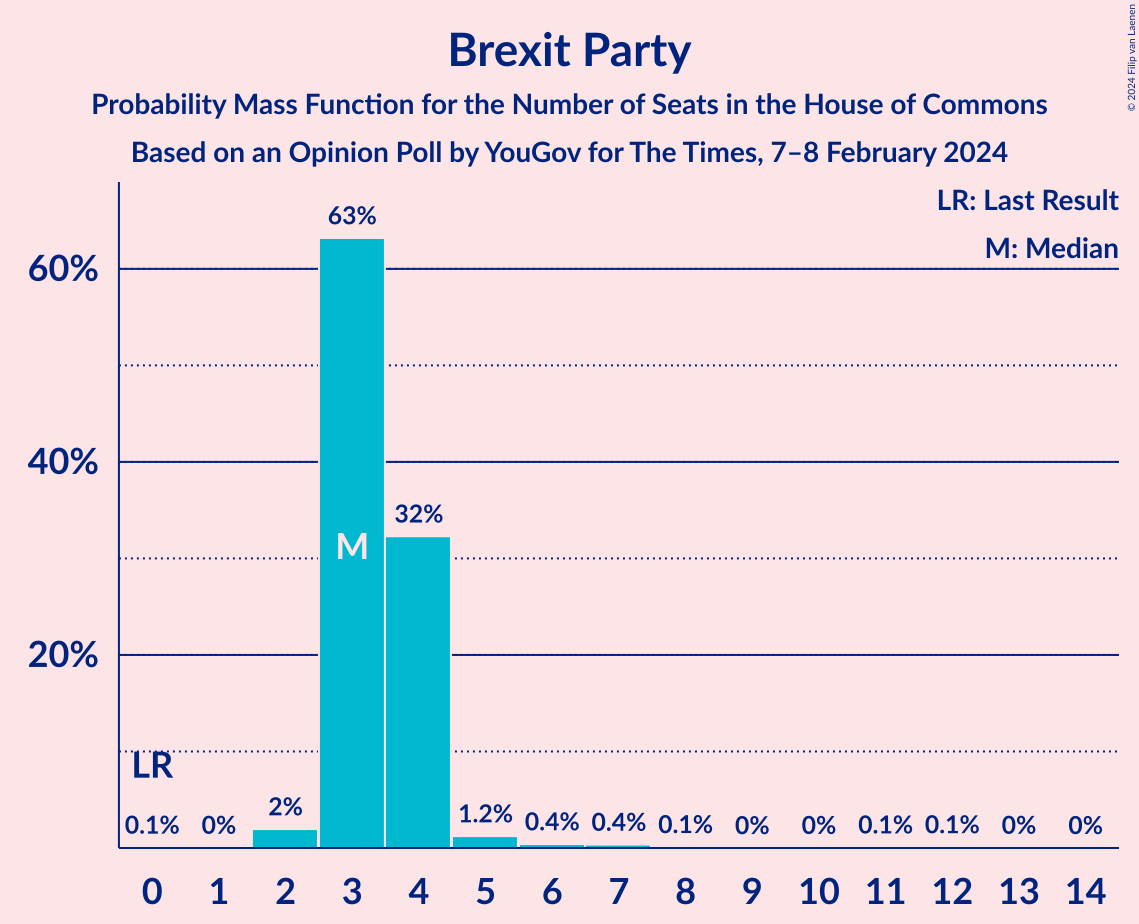 Brexit Party
Probability Mass Function for the Number of Seats in the House of Commons
Based on an Opinion Poll by YouGov for The Times, 7–8 February 2024
© 2024 Filip van Laenen
LR: Last Result
M: Median
60%
40%
20%
63%
M
32%
LR
0.1% 0% 2% 1.2% 0.4% 0.4% 0.1% 0% 0% 0.1% 0.1% 0% 0%
0 1 2 3 4 5 6 7 8 9 10 11 12 13 14